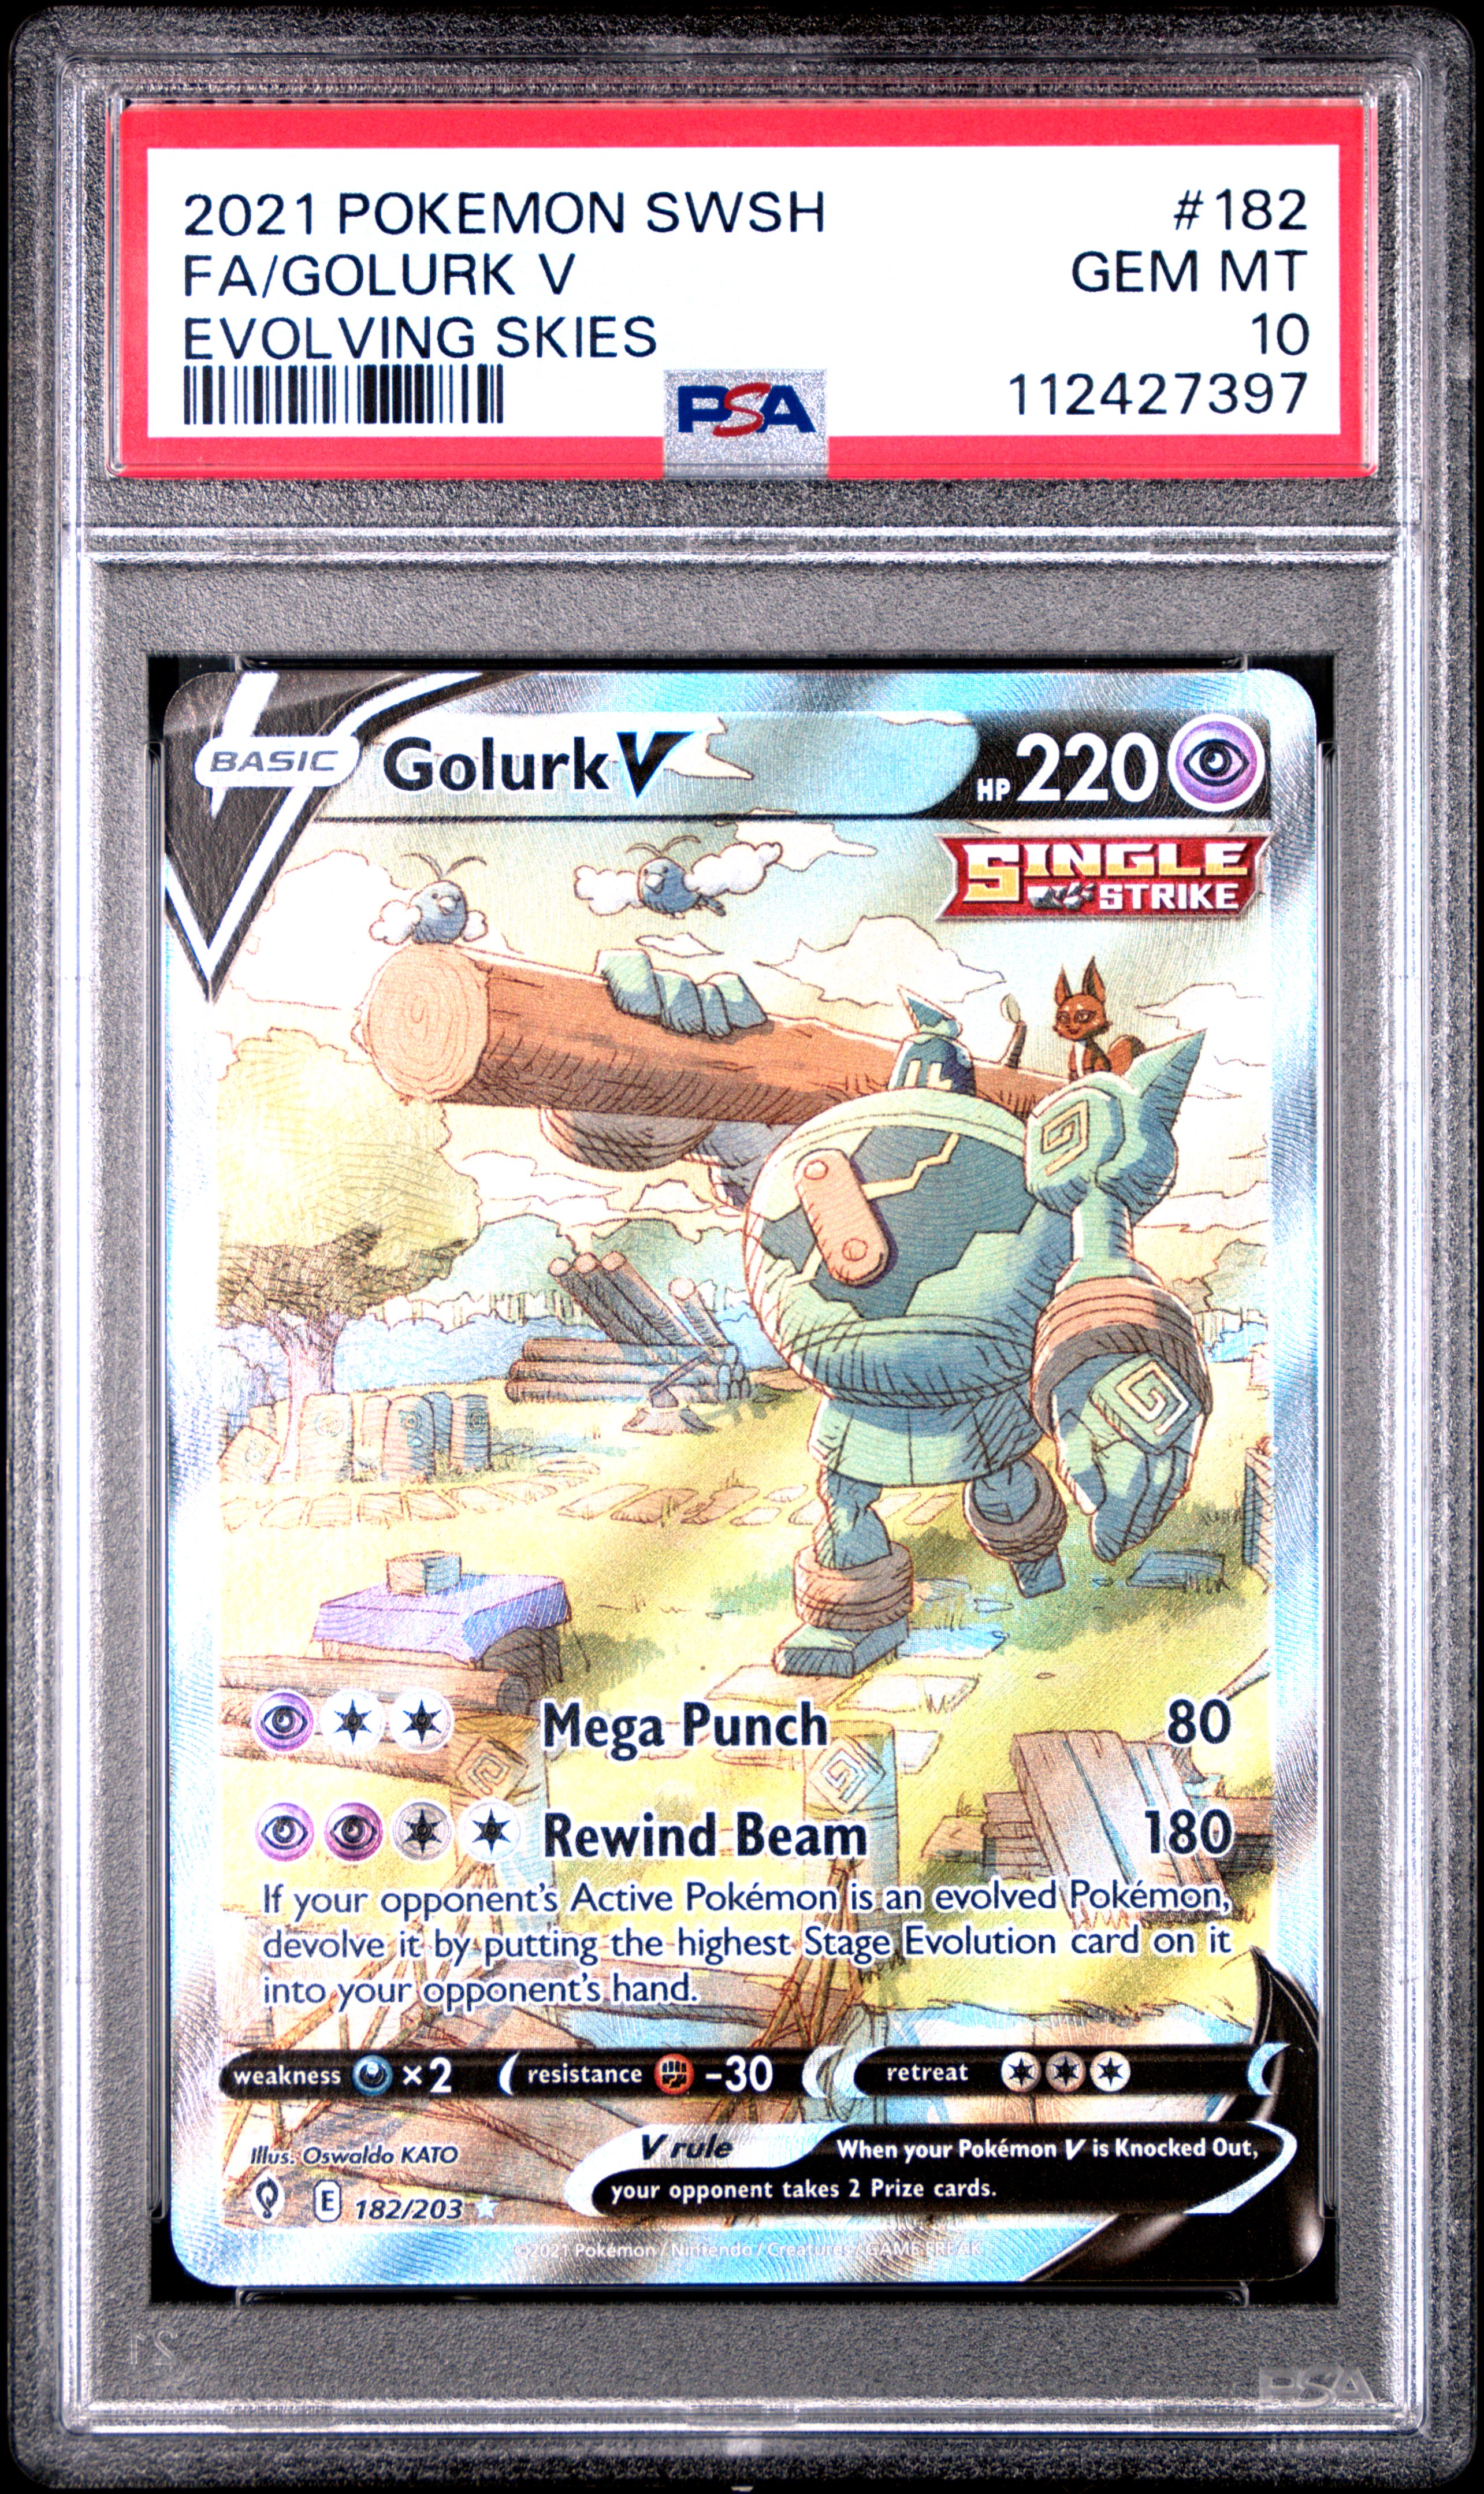 2021 POKEMON SWSH #182
FA/GOLURK V GEM MT
EVOLVING SKIES 10
PSA 112427397
BASIC Golurk V HP 220
SINGLE
STRIKE
Mega Punch 80
Rewind Beam 180
If your opponent's Active Pokémon is an evolved Pokémon,
devolve it by putting the highest Stage Evolution card on it
into your opponent's hand.
weakness ×2 resistance -30 retreat
Illus. Oswaldo KATO
V rule When your Pokémon V is Knocked Out,
your opponent takes 2 Prize cards.
E 182/203
©2021 Pokémon / Nintendo / Creatures / GAME FREAK
21
PSA